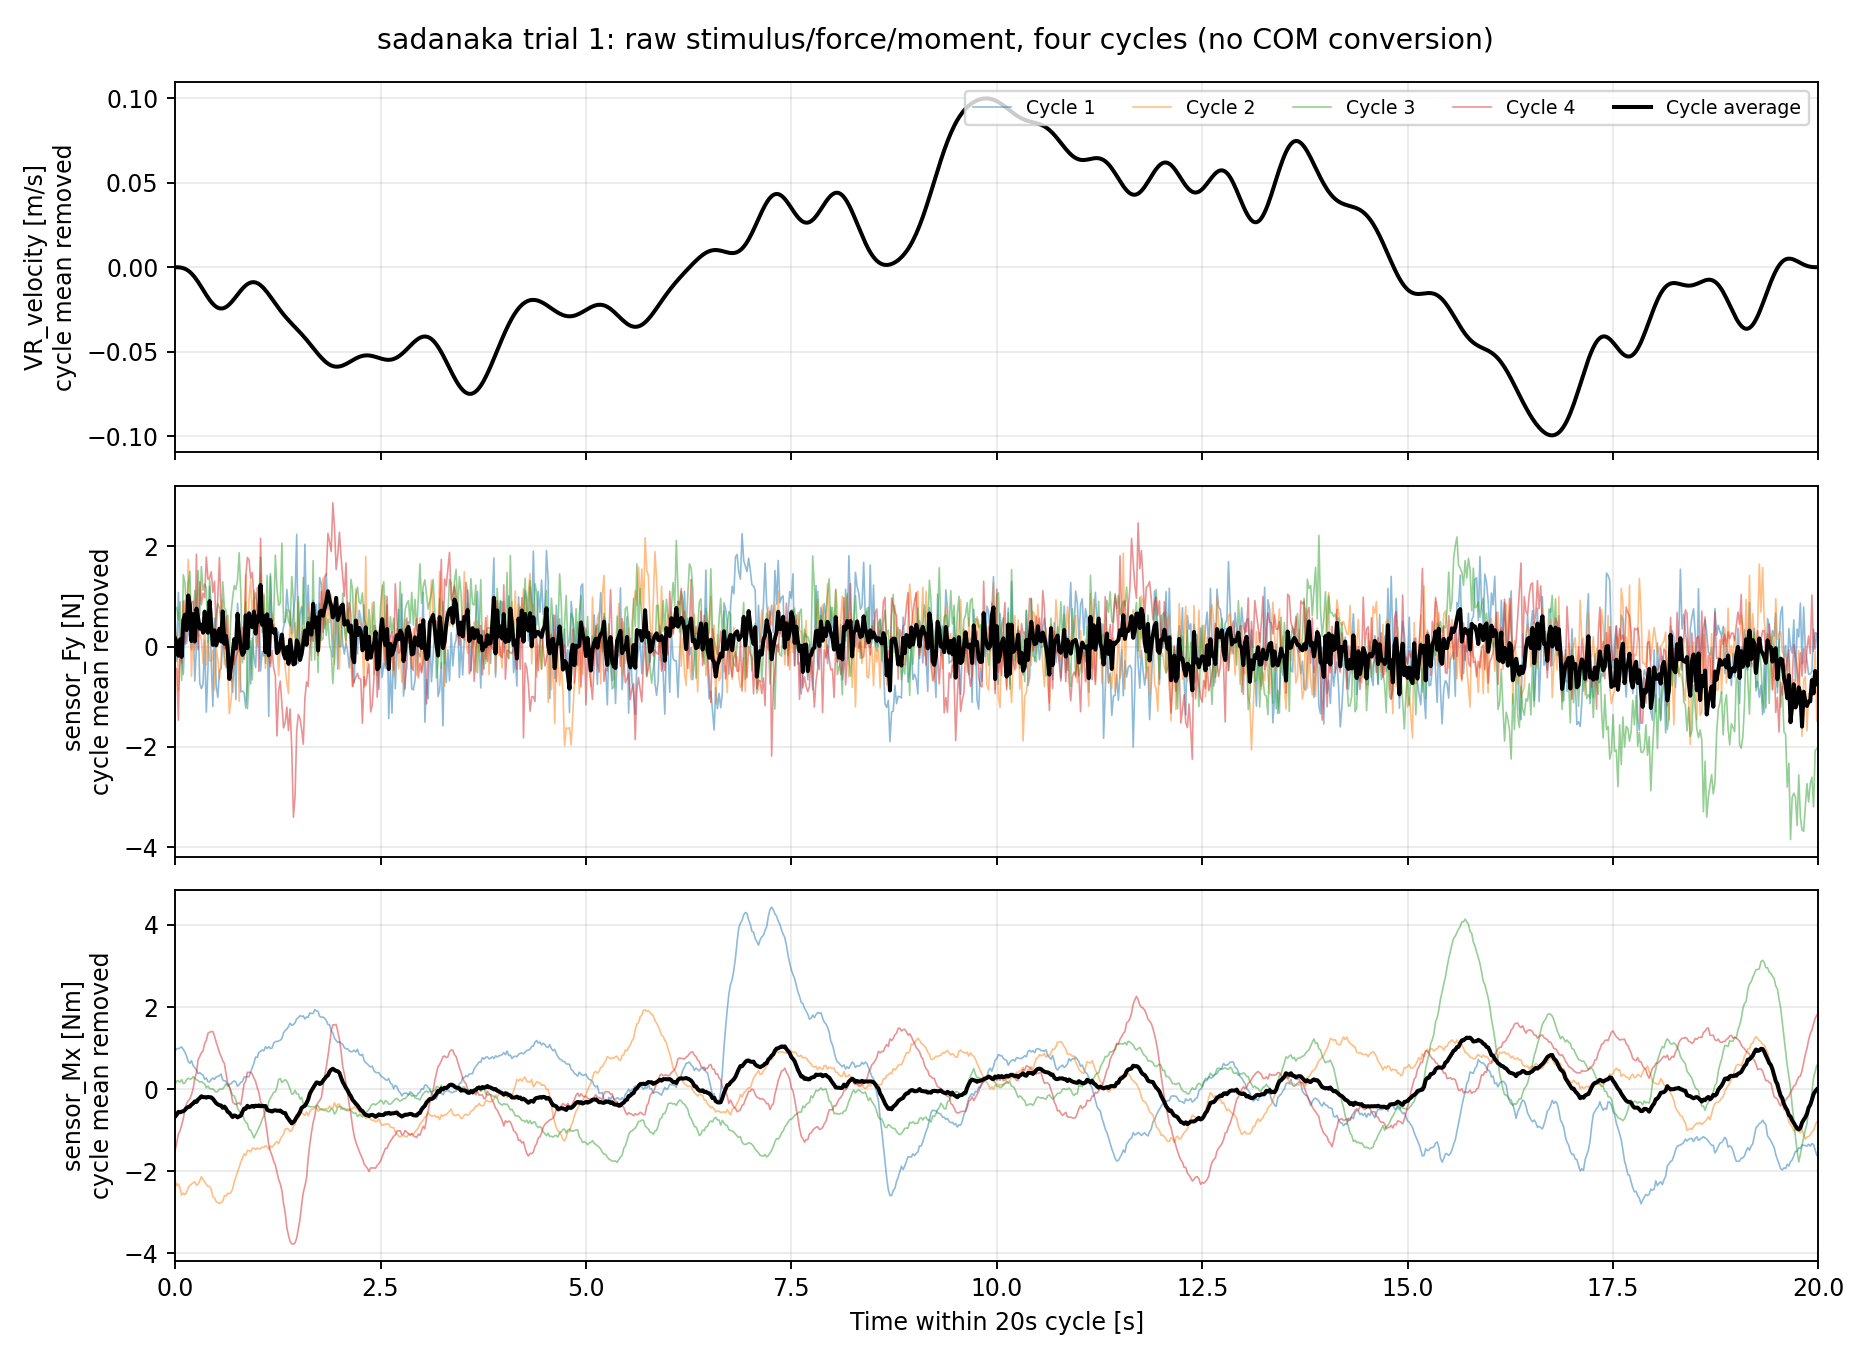 sadanaka trial 1: raw stimulus/force/moment, four cycles (no COM conversion)
VR_velocity [m/s]
cycle mean removed
0.10
0.05
0.00
−0.05
−0.10
Cycle 1
Cycle 2
Cycle 3
Cycle 4
Cycle average
sensor_Fy [N]
cycle mean removed
2
0
−2
−4
sensor_Mx [Nm]
cycle mean removed
4
2
0
−2
−4
0.0
2.5
5.0
7.5
10.0
12.5
15.0
17.5
20.0
Time within 20s cycle [s]